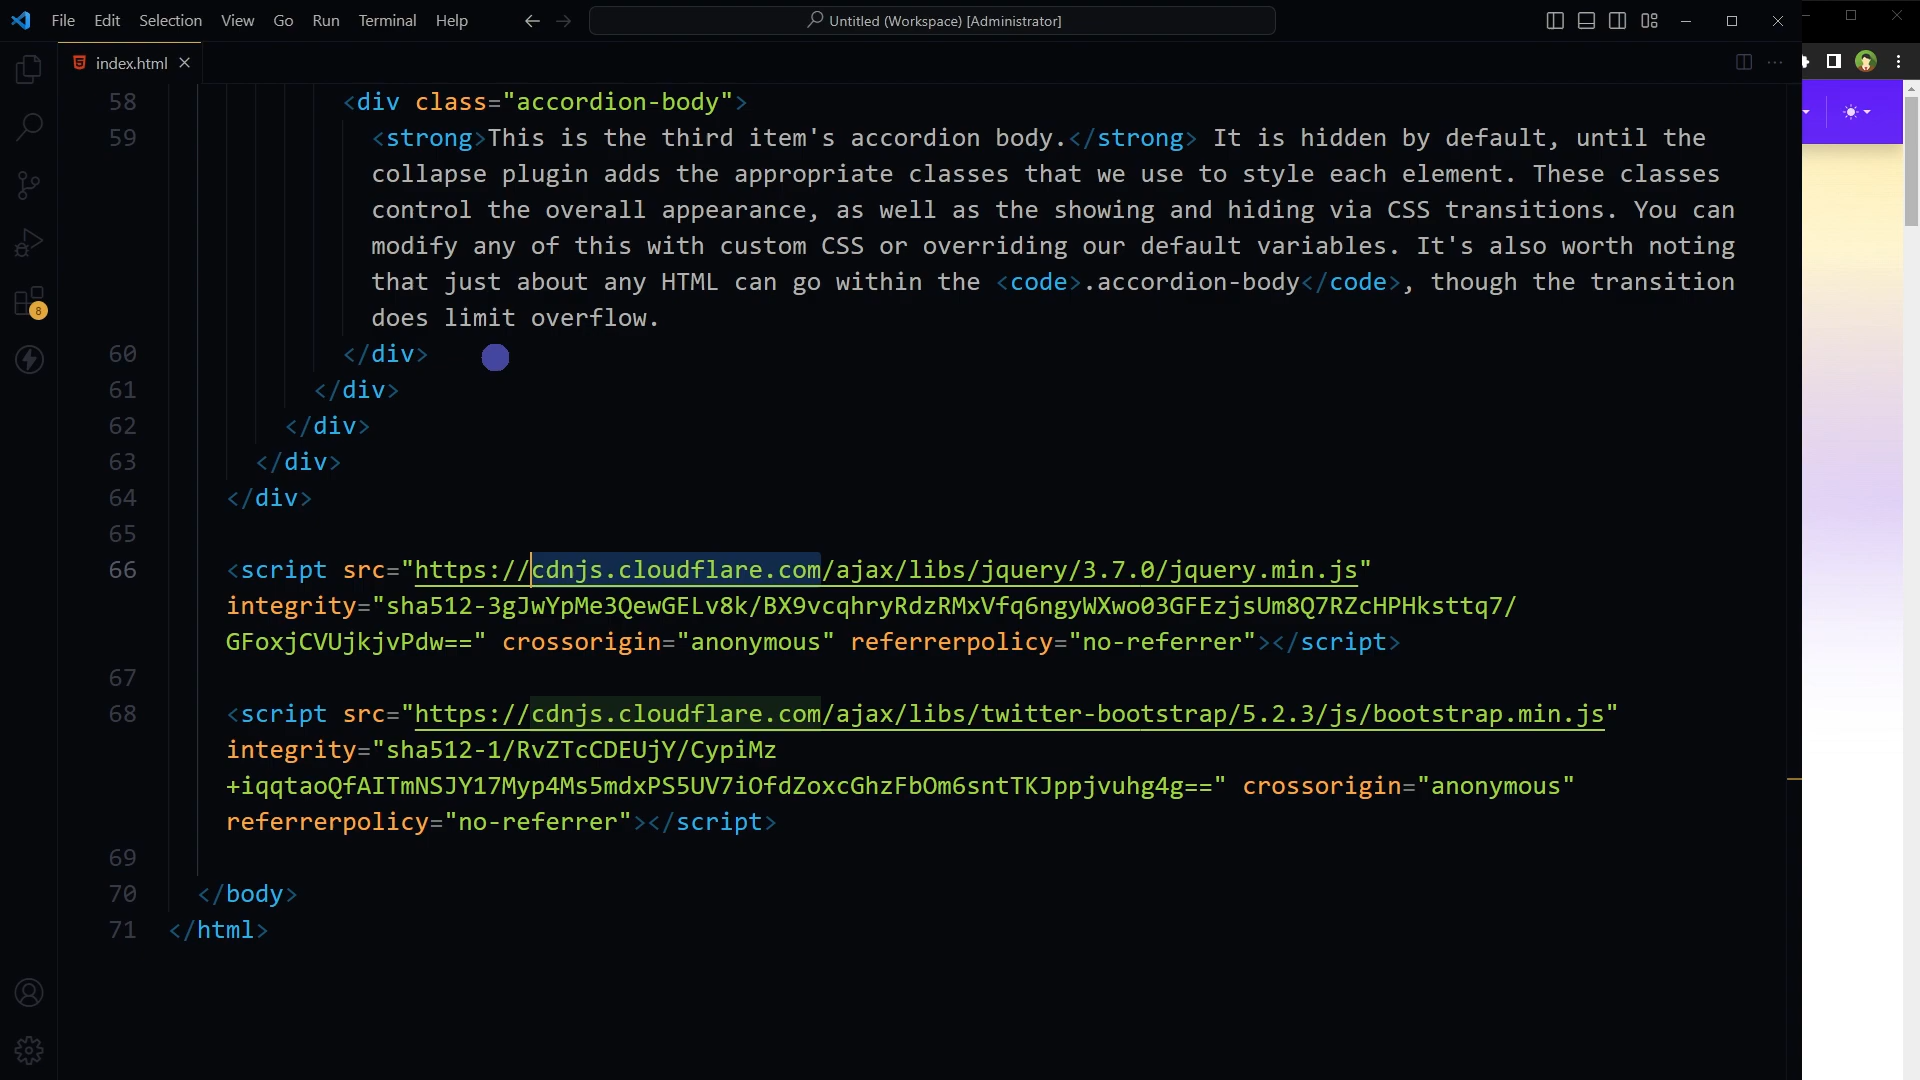 File Edit Selection View Go Run Terminal Help
Untitled (Workspace) [Administrator]
index.html
58 <div class="accordion-body">
59 <strong>This is the third item's accordion body.</strong> It is hidden by default, until the
collapse plugin adds the appropriate classes that we use to style each element. These classes
control the overall appearance, as well as the showing and hiding via CSS transitions. You can
modify any of this with custom CSS or overriding our default variables. It's also worth noting
that just about any HTML can go within the <code>.accordion-body</code>, though the transition
does limit overflow.
60 </div>
61 </div>
62 </div>
63 </div>
64 </div>
65
66 <script src="https://cdnjs.cloudflare.com/ajax/libs/jquery/3.7.0/jquery.min.js"
integrity="sha512-3gJwYpMe3QewGELv8k/BX9vcqhryRdzRMxVfq6ngyWXwo03GFEzjsUm8Q7RZcHPHksttq7/
GFoxjCVUjkjvPdw==" crossorigin="anonymous" referrerpolicy="no-referrer"></script>
67
68 <script src="https://cdnjs.cloudflare.com/ajax/libs/twitter-bootstrap/5.2.3/js/bootstrap.min.js"
integrity="sha512-1/RvZTcCDEUjY/CypiMz
+iqqtaoQfAITmNSJY17Myp4Ms5mdxPS5UV7iOfdZoxcGhzFbOm6sntTKJppjvuhg4g==" crossorigin="anonymous"
referrerpolicy="no-referrer"></script>
69
70 </body>
71 </html>
8